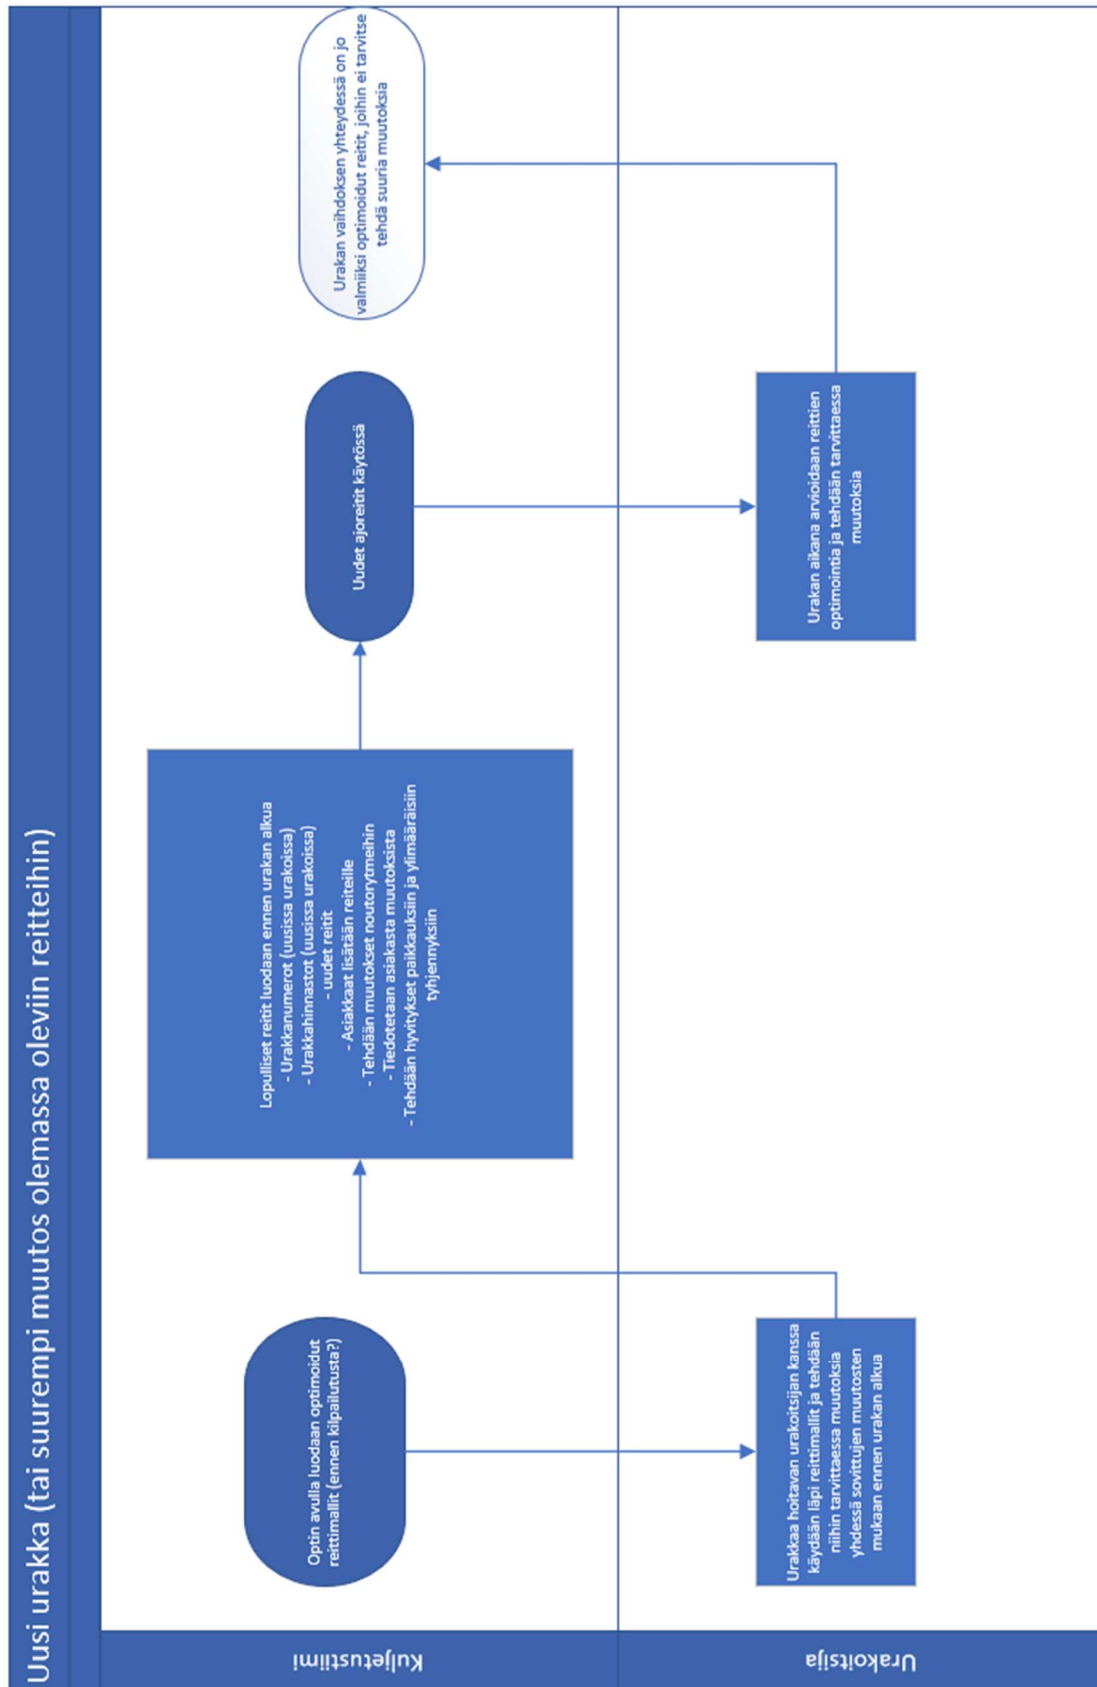 Uusi urakka (tai suurempi muutos olemassa oleviin reitteihin)
Kuljetustiimi
Optin avulla luodaan optimoidut
reittimallit (ennen kilpailutusta?)
Lopulliset reitit luodaan ennen urakan alkua
- Urakkanumerot (uusissa urakoissa)
- Urakkahinnastot (uusissa urakoissa)
- uudet reitit
- Asiakkaat lisätään reiteille
- Tehdään muutokset noutorytmeihin
- Tiedotetaan asiakasta muutoksista
- Tehdään hyvitykset paikkauksiin ja ylimääräisiin
tyhjennyksiin
Uudet ajoreitit käytössä
Urakan vaihdoksen yhteydessä on jo
valmiiksi optimoidut reitit, joihin ei tarvitse
tehdä suuria muutoksia
Urakoitsija
Urakkaa hoitavan urakoitsijan kanssa
käydään läpi reittimallit ja tehdään
niihin tarvittaessa muutoksia
yhdessä sovittujen muutosten
mukaan ennen urakan alkua
Urakan aikana arvioidaan reittien
optimointia ja tehdään tarvittaessa
muutoksia